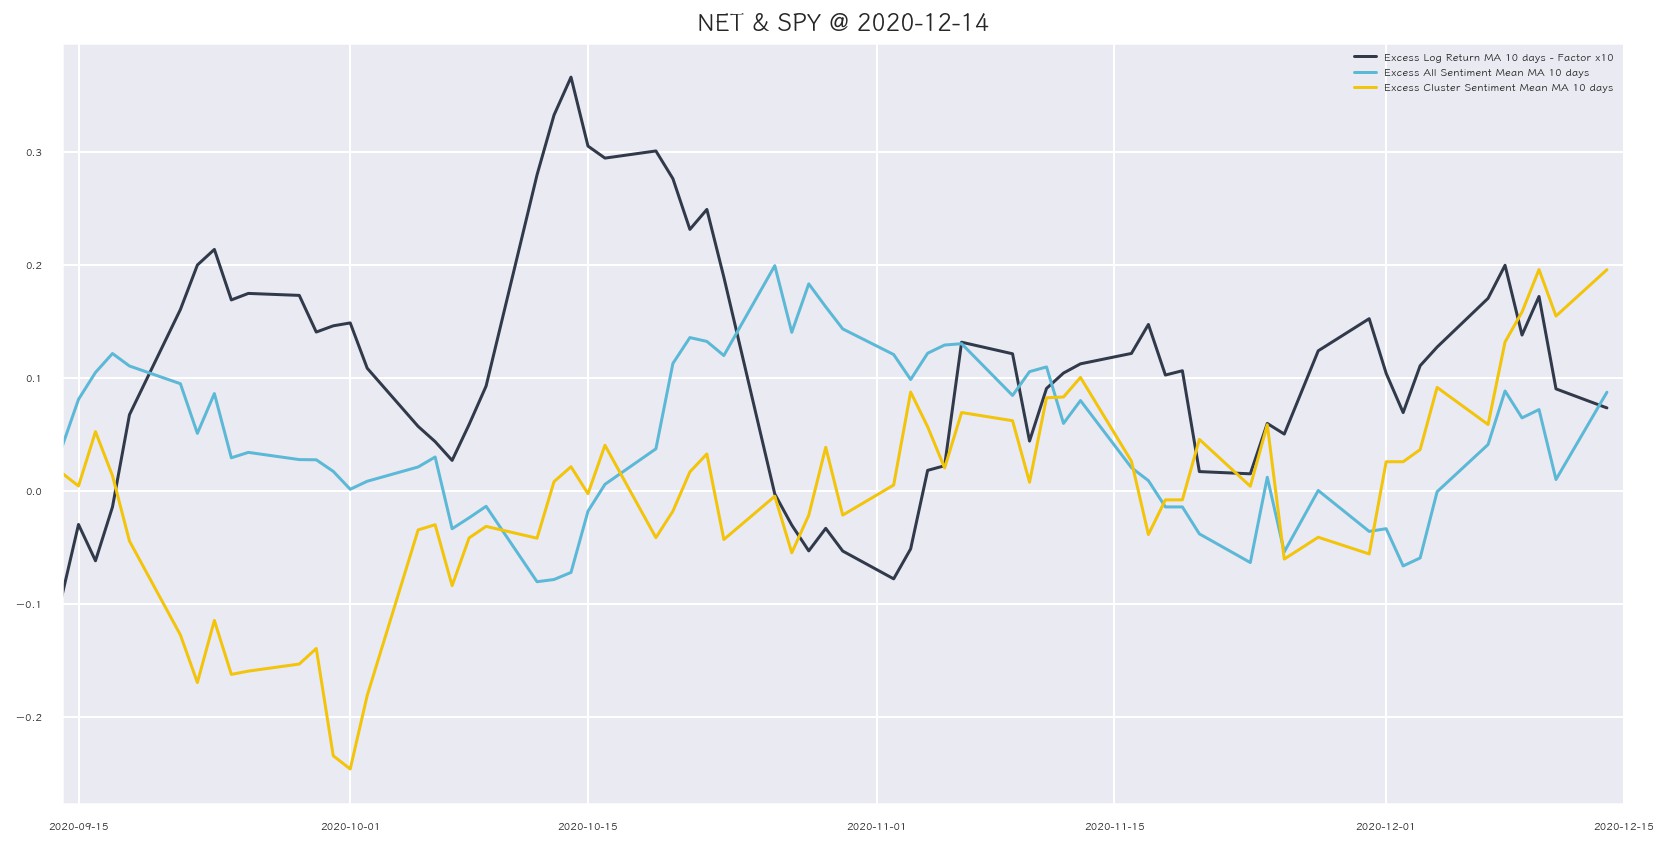 NET & SPY @ 2020-12-14
Excess Log Return MA 10 days - Factor x10
Excess All Sentiment Mean MA 10 days
Excess Cluster Sentiment Mean MA 10 days
0.3
0.2
0.1
0.0
−0.1
−0.2
2020-09-15 2020-10-01 2020-10-15 2020-11-01 2020-11-15 2020-12-01 2020-12-15